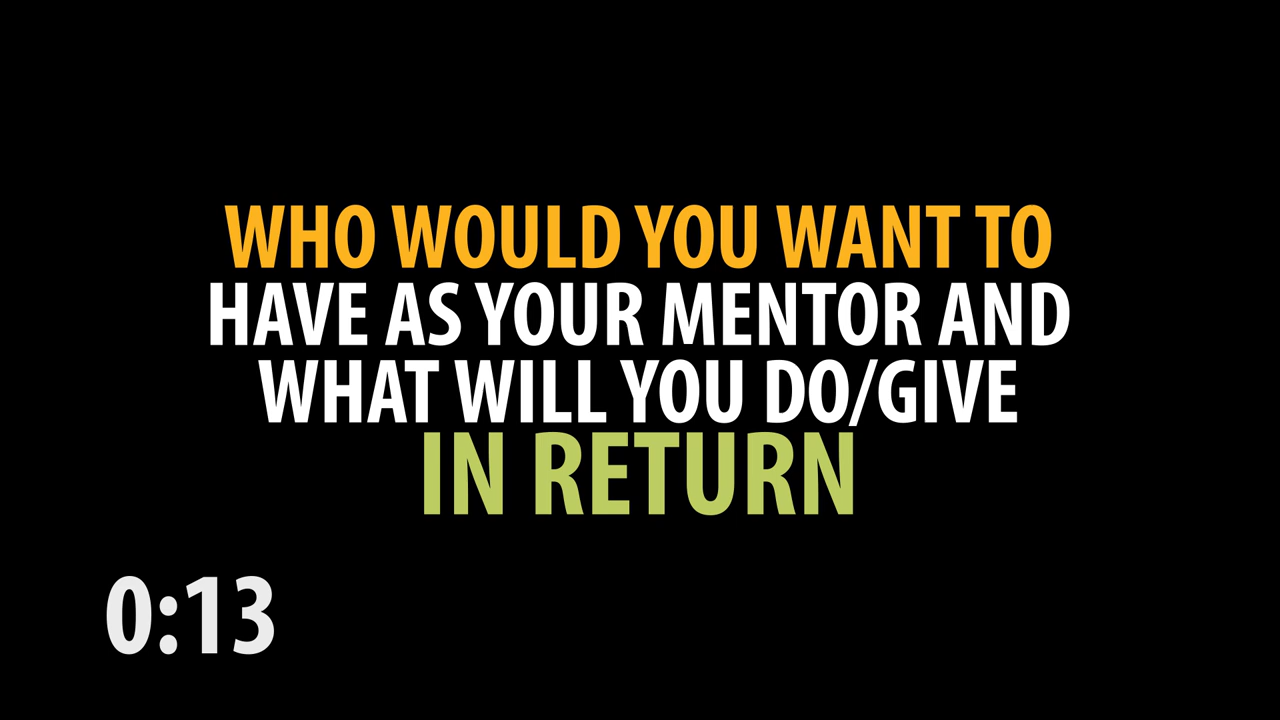 WHO WOULD YOU WANT TO
HAVE AS YOUR MENTOR AND
WHAT WILL YOU DO/GIVE
IN RETURN
0:13